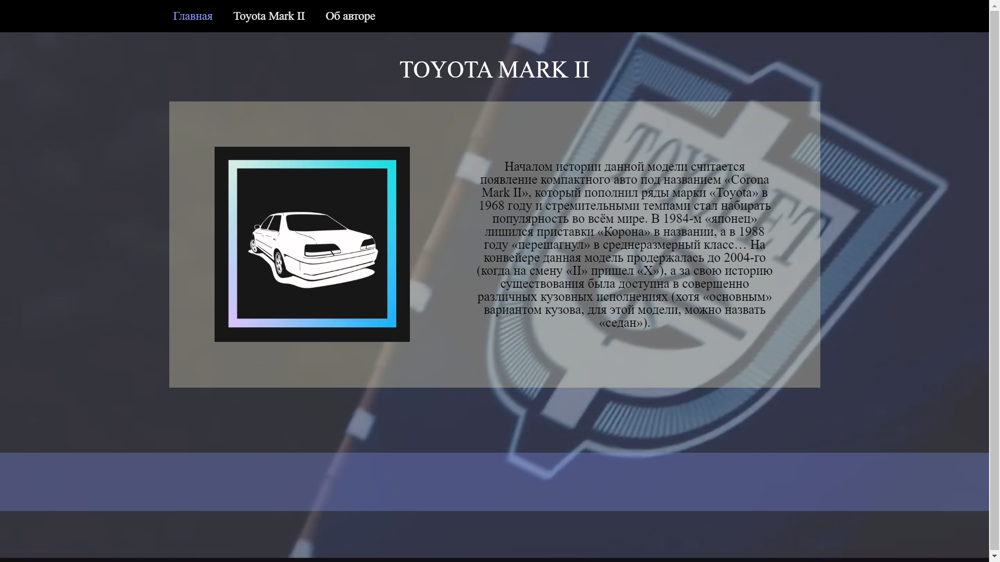 Главная Toyota Mark II Об авторе
TOYOTA MARK II
TOYOPET
Началом истории данной модели считается
появление компактного авто под названием «Corona
Mark II», который пополнил ряды марки «Toyota» в
1968 году и стремительными темпами стал набирать
популярность во всём мире. В 1984-м «японец»
лишился приставки «Корона» в названии, а в 1988
году «перешагнул» в среднеразмерный класс… На
конвейере данная модель продержалась до 2004-го
(когда на смену «II» пришел «X»), а за свою историю
существования была доступна в совершенно
различных кузовных исполнениях (хотя «основным»
вариантом кузова, для этой модели, можно назвать
«седан»).